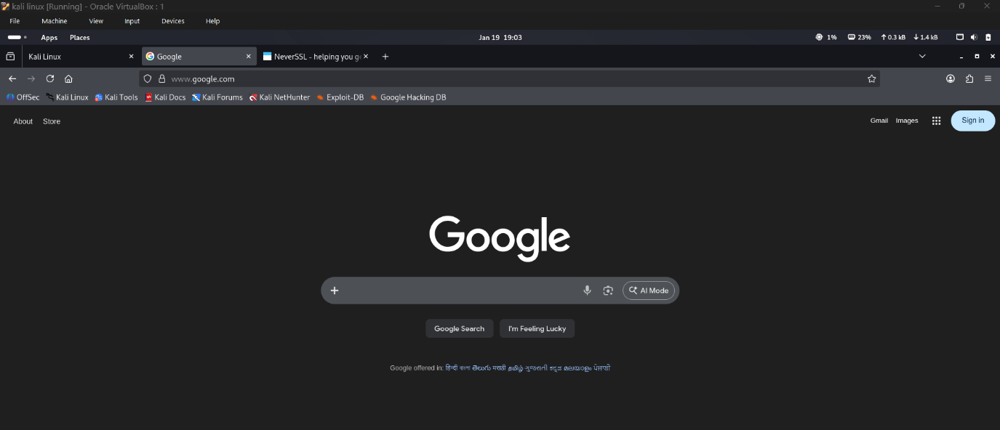 kali linux [Running] - Oracle VirtualBox : 1
File Machine View Input Devices Help
Apps Places Jan 19 19:03 1% 23% 0.3 kB 1.4 kB
Kali Linux Google NeverSSL - helping you ge
www.google.com
OffSec Kali Linux Kali Tools Kali Docs Kali Forums Kali NetHunter Exploit-DB Google Hacking DB
About Store Gmail Images Sign in
Google
AI Mode
Google Search I'm Feeling Lucky
Google offered in: हिन्दी বাংলা తెలుగు मराठी தமிழ் ગુજરાતી ಕನ್ನಡ മലയാളം ਪੰਜਾਬੀ